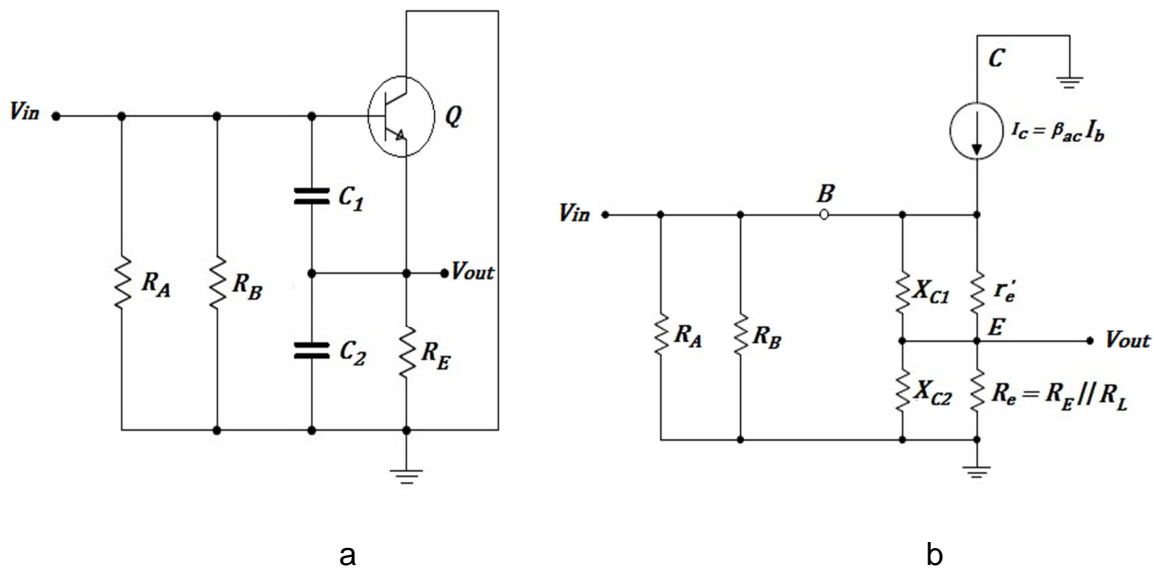 Vin
Q
C1
RA
RB
Vout
C2
RE
a
C
Ic = βac Ib
Vin
B
XC1
r'e
RA
RB
E
Vout
XC2
Re = RE // RL
b